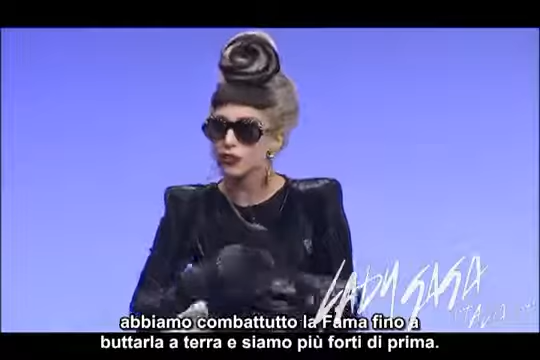 LADY GAGA
abbiamo combattutto la Fama fino a
buttarla a terra e siamo più forti di prima.